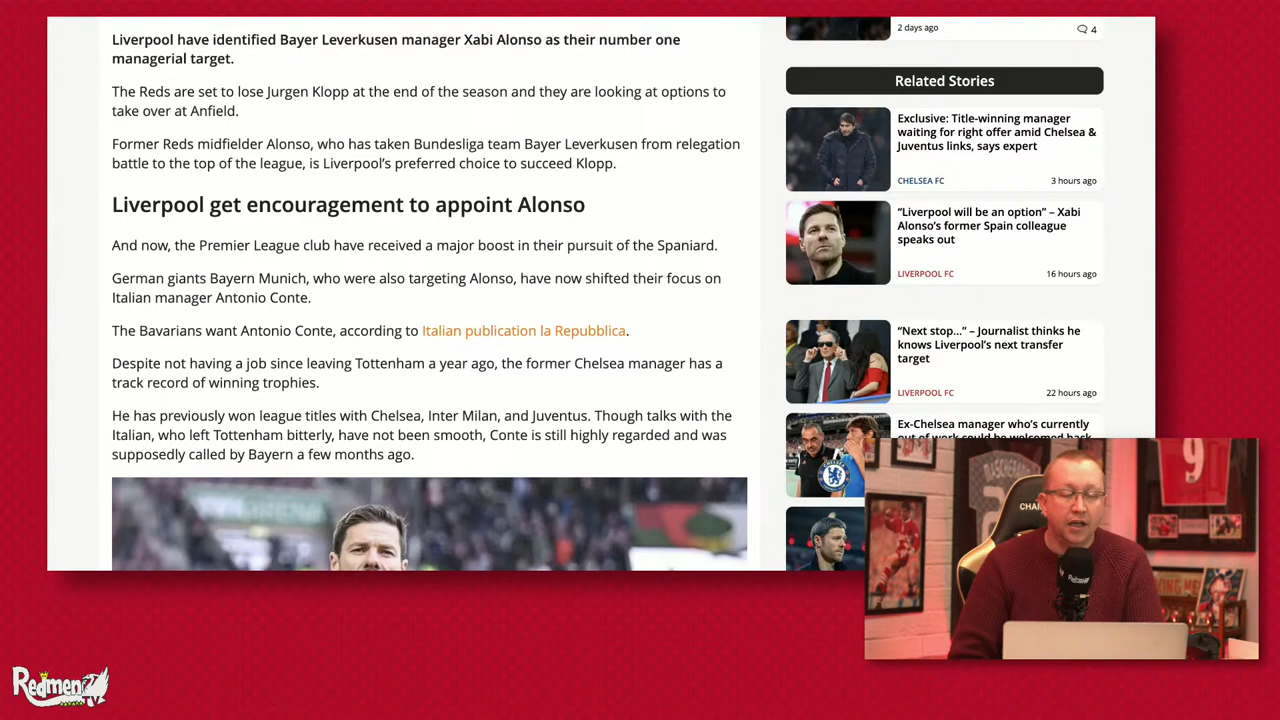 Liverpool have identified Bayer Leverkusen manager Xabi Alonso as their number one
managerial target.
The Reds are set to lose Jurgen Klopp at the end of the season and they are looking at options to
take over at Anfield.
Former Reds midfielder Alonso, who has taken Bundesliga team Bayer Leverkusen from relegation
battle to the top of the league, is Liverpool’s preferred choice to succeed Klopp.
Liverpool get encouragement to appoint Alonso
And now, the Premier League club have received a major boost in their pursuit of the Spaniard.
German giants Bayern Munich, who were also targeting Alonso, have now shifted their focus on
Italian manager Antonio Conte.
The Bavarians want Antonio Conte, according to Italian publication la Repubblica.
Despite not having a job since leaving Tottenham a year ago, the former Chelsea manager has a
track record of winning trophies.
He has previously won league titles with Chelsea, Inter Milan, and Juventus. Though talks with the
Italian, who left Tottenham bitterly, have not been smooth, Conte is still highly regarded and was
supposedly called by Bayern a few months ago.
2 days ago
4
Related Stories
Exclusive: Title-winning manager
waiting for right offer amid Chelsea &
Juventus links, says expert
CHELSEA FC
3 hours ago
“Liverpool will be an option” – Xabi
Alonso’s former Spain colleague
speaks out
LIVERPOOL FC
16 hours ago
“Next stop...” – Journalist thinks he
knows Liverpool’s next transfer
target
LIVERPOOL FC
22 hours ago
Ex-Chelsea manager who’s currently
out of work could be welcomed back
MASCHERANO
9
CHA
Redmen
Redmen
TV